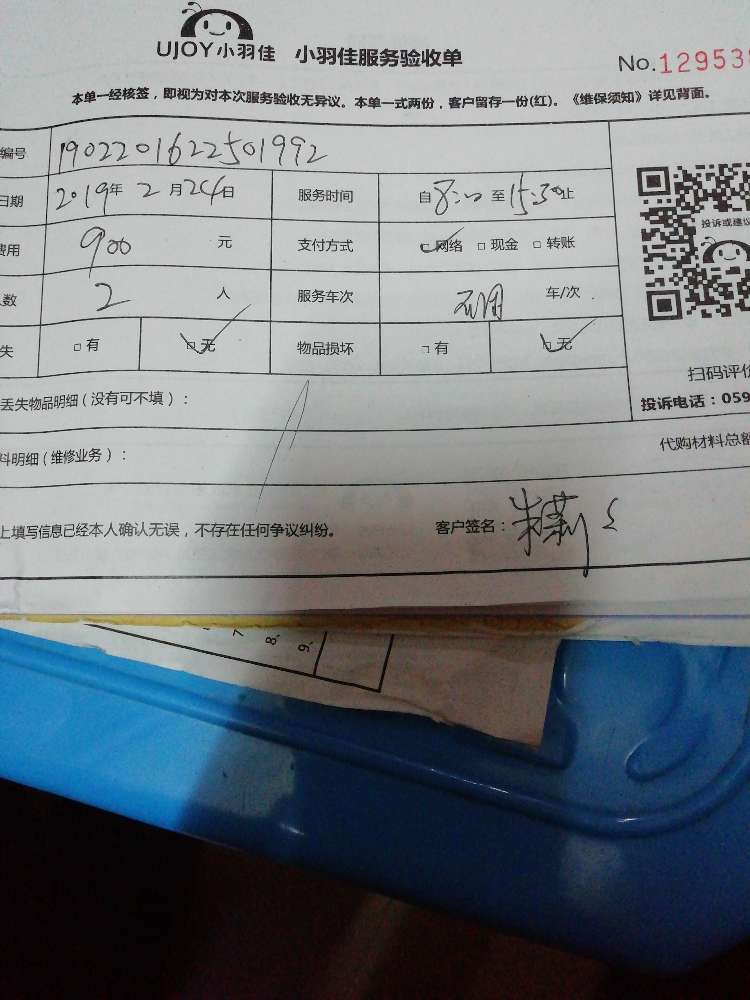 UJOY小羽佳 小羽佳服务验收单
No.129538
本单一经核签，即视为对本次服务验收无异议。本单一式两份，客户留存一份(红)。《维保须知》详见背面。
编号 1902201622501992
日期 2019年 2月24日 服务时间 自8:00至15:30止
费用 900 元 支付方式 □网络 □现金 □转账
数 2 人 服务车次 车/次
失 □有 □无 物品损坏 □有 □无
投诉或建议
扫码评价
投诉电话：059
丢失物品明细（没有可不填）：
料明细（维修业务）： 代购材料总额
上填写信息已经本人确认无误，不存在任何争议纠纷。 客户签名：
7、
8、
9、